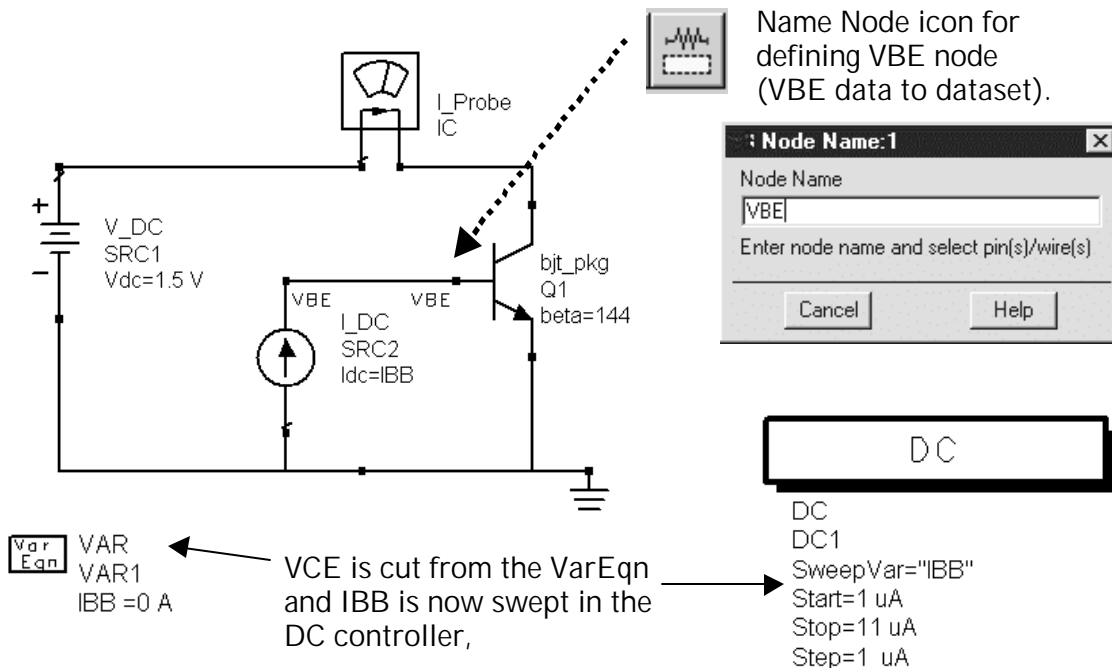 Name Node icon for
defining VBE node
(VBE data to dataset).
I_Probe
IC
Node Name:1
Node Name
VBE
Enter node name and select pin(s)/wire(s)
Cancel
Help
+
-
V_DC
SRC1
Vdc=1.5 V
VBE
VBE
bjt_pkg
Q1
beta=144
I_DC
SRC2
Idc=IBB
DC
DC
DC1
SweepVar="IBB"
Start=1 uA
Stop=11 uA
Step=1 uA
Var
Eqn
VAR
VAR1
IBB =0 A
VCE is cut from the VarEqn
and IBB is now swept in the
DC controller,